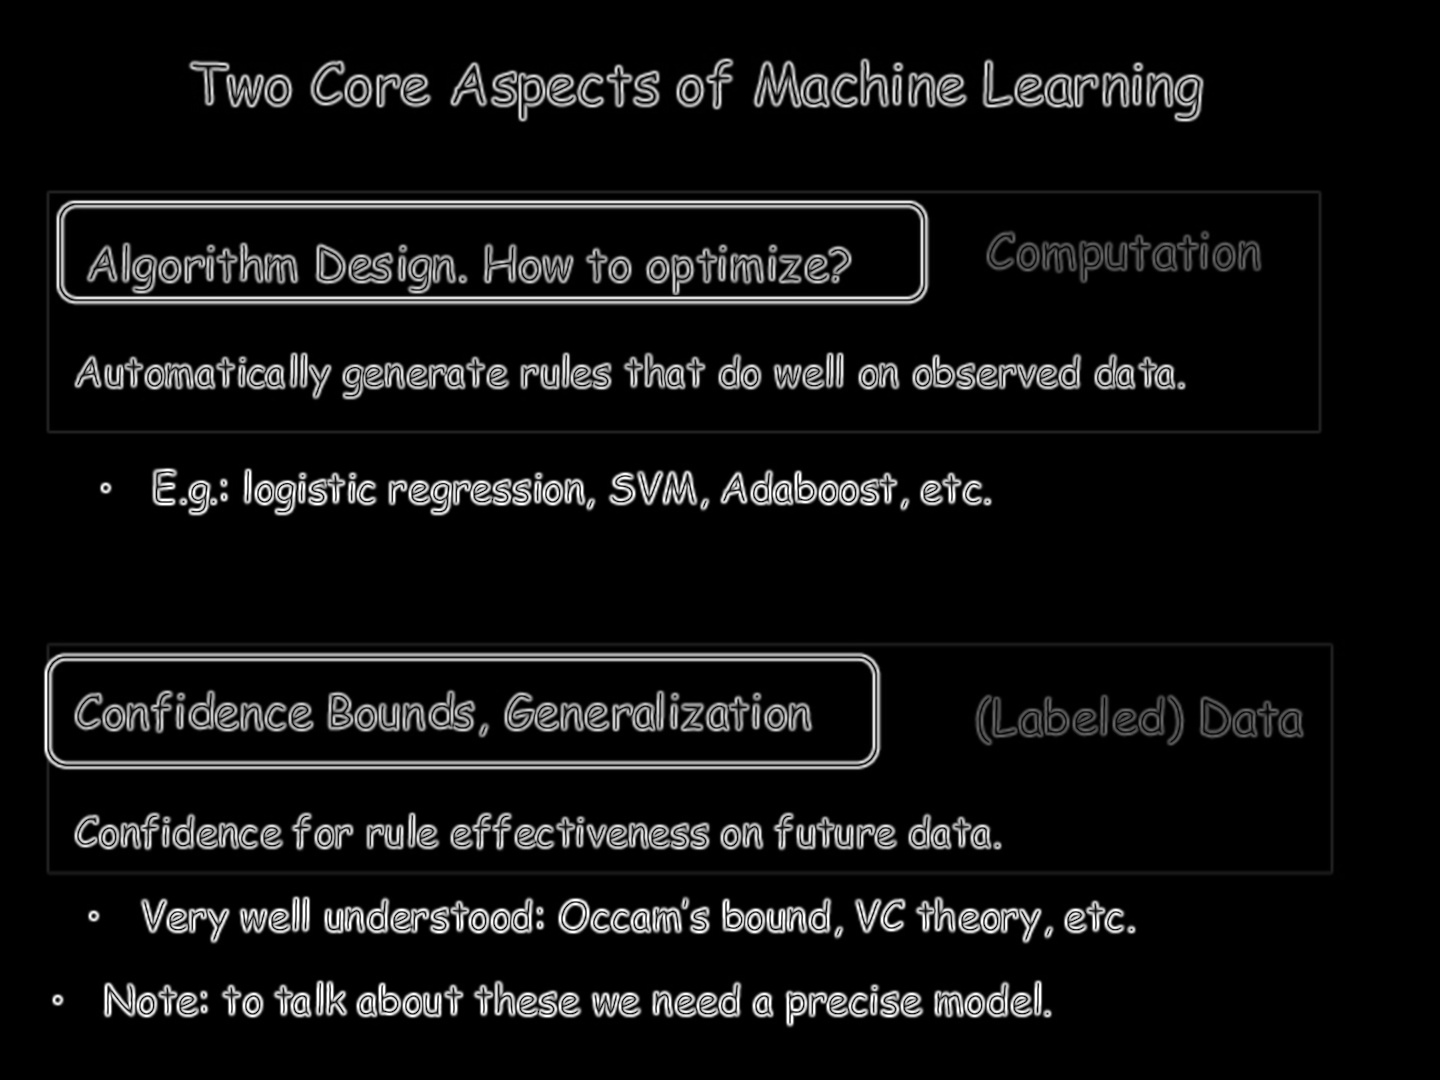 Two Core Aspects of Machine Learning
Algorithm Design. How to optimize?
Computation
Automatically generate rules that do well on observed data.
• E.g.: logistic regression, SVM, Adaboost, etc.
Confidence Bounds, Generalization
(Labeled) Data
Confidence for rule effectiveness on future data.
• Very well understood: Occam's bound, VC theory, etc.
• Note: to talk about these we need a precise model.